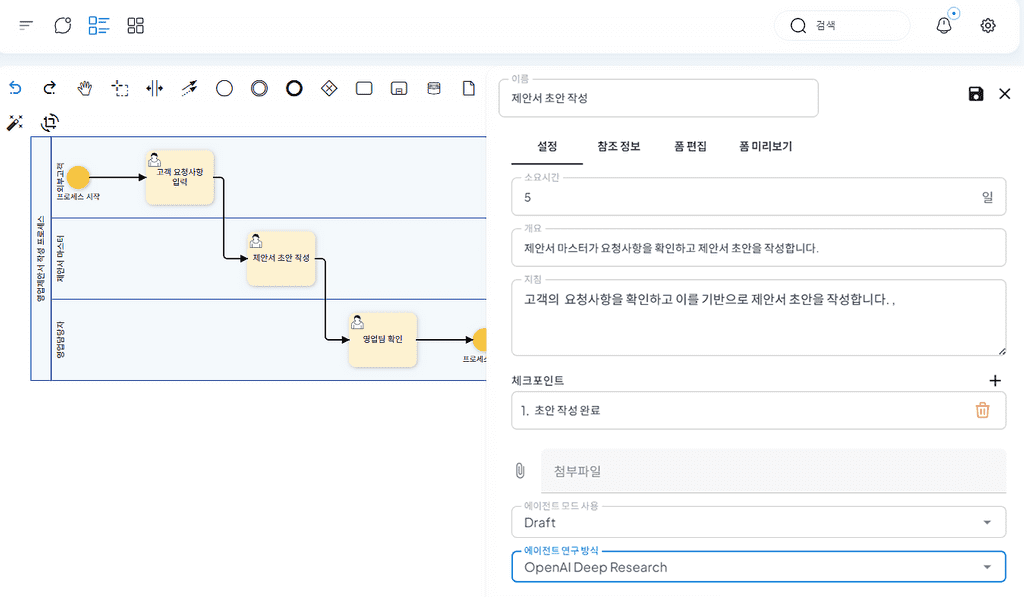 검색
이름
제안서 초안 작성
설정
참조 정보
폼 편집
폼 미리보기
소요시간
5
일
개요
제안서 마스터가 요청사항을 확인하고 제안서 초안을 작성합니다.
지침
고객의 요청사항을 확인하고 이를 기반으로 제안서 초안을 작성합니다. ,
체크포인트
1. 초안 작성 완료
첨부파일
에이전트 모드 사용
Draft
에이전트 연구 방식
OpenAI Deep Research
영업제안서 작성 프로세스
외부고객
프로세스 시작
고객 요청사항
입력
제안서 마스터
제안서 초안 작성
영업담당자
영업팀 확인
프로세스